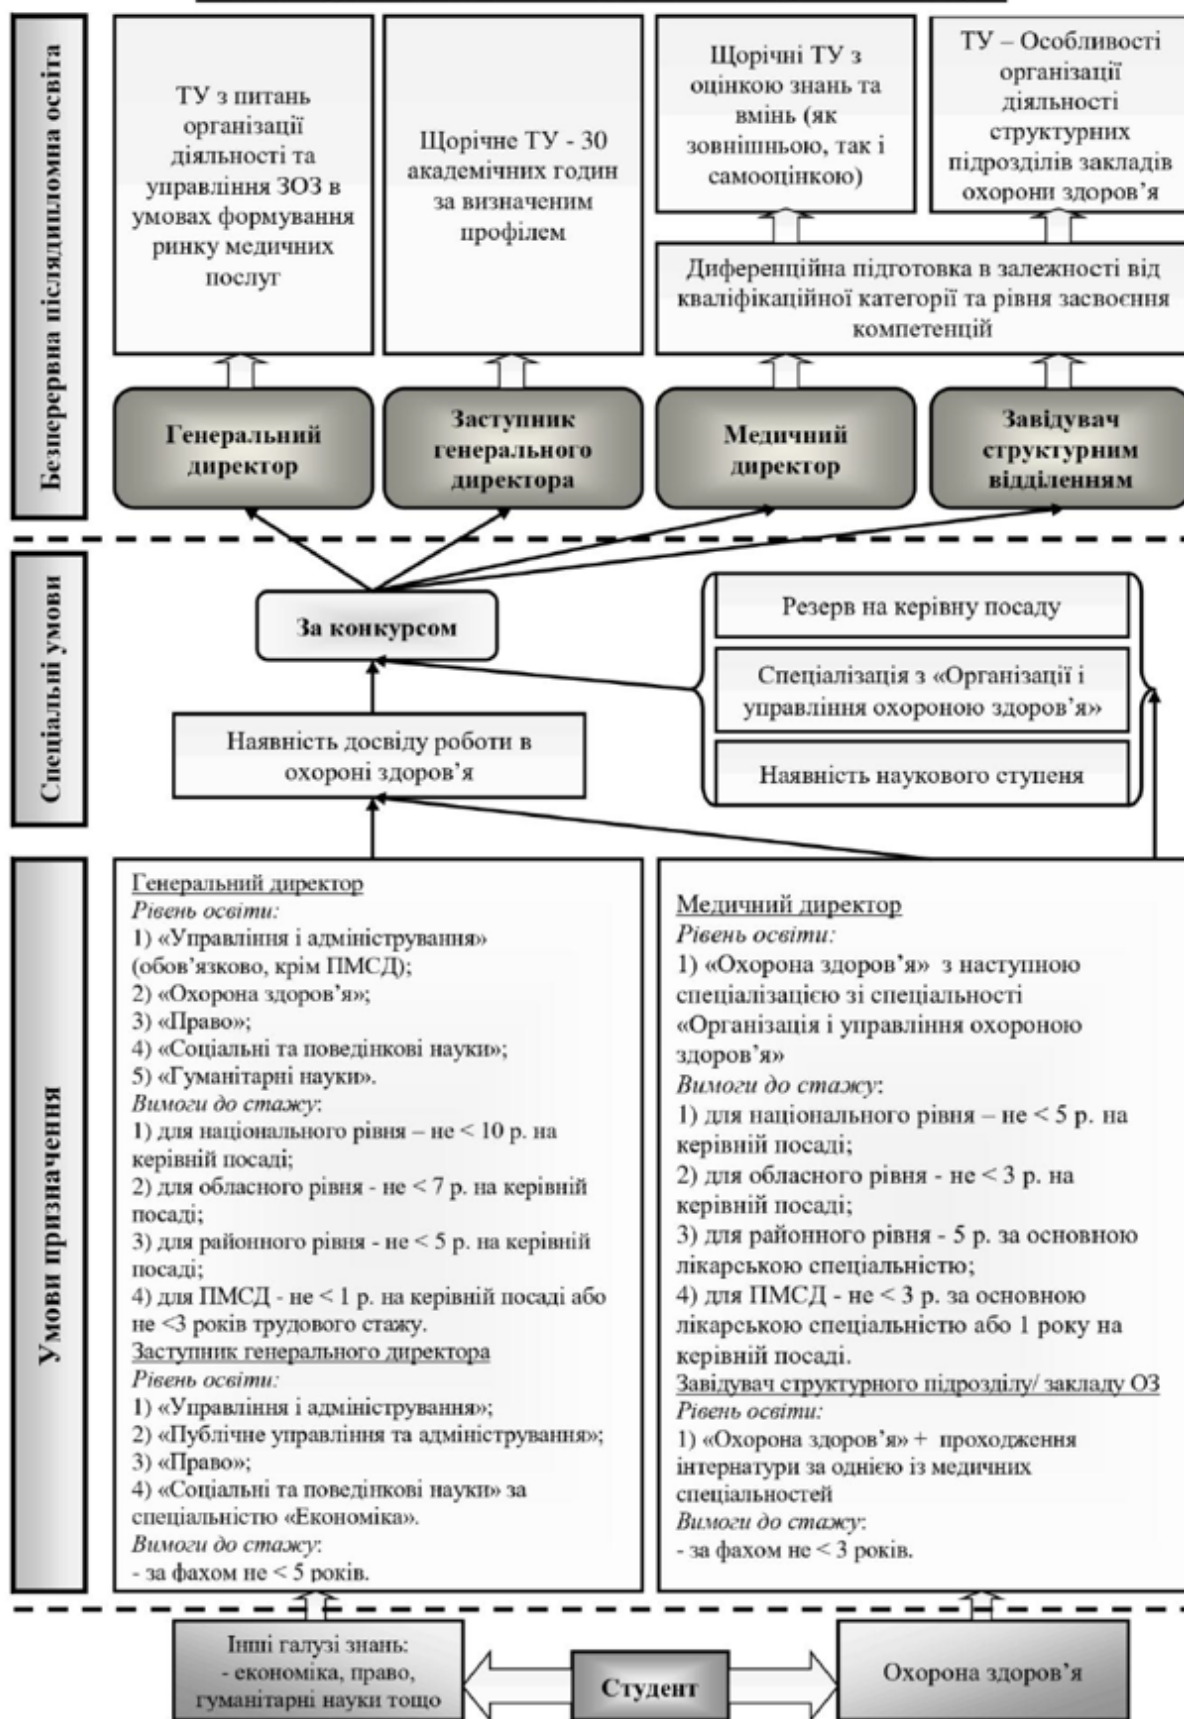 Безперервна післядипломна освіта
ТУ з питань
організації
діяльності та
управління ЗОЗ в
умовах формування
ринку медичних
послуг
Щорічне ТУ - 30
академічних годин
за визначеним
профілем
Щорічні ТУ з
оцінкою знань та
вмінь (як
зовнішньою, так і
самооцінкою)
ТУ – Особливості
організації
діяльності
структурних
підрозділів закладів
охорони здоров’я
Диференційна підготовка в залежності від
кваліфікаційної категорії та рівня засвоєння
компетенцій
Генеральний
директор
Заступник
генерального
директора
Медичний
директор
Завідувач
структурним
відділенням
Спеціальні умови
За конкурсом
Резерв на керівну посаду
Спеціалізація з «Організації і
управління охороною здоров’я»
Наявність наукового ступеня
Наявність досвіду роботи в
охороні здоров’я
Умови призначення
Генеральний директор
Рівень освіти:
1) «Управління і адміністрування»
(обов’язково, крім ПМСД);
2) «Охорона здоров’я»;
3) «Право»;
4) «Соціальні та поведінкові науки»;
5) «Гуманітарні науки».
Вимоги до стажу:
1) для національного рівня – не < 10 р. на
керівній посаді;
2) для обласного рівня - не < 7 р. на керівній
посаді;
3) для районного рівня - не < 5 р. на керівній
посаді;
4) для ПМСД - не < 1 р. на керівній посаді або
не <3 років трудового стажу.
Заступник генерального директора
Рівень освіти:
1) «Управління і адміністрування»;
2) «Публічне управління та адміністрування»;
3) «Право»;
4) «Соціальні та поведінкові науки» за
спеціальністю «Економіка».
Вимоги до стажу:
- за фахом не < 5 років.
Медичний директор
Рівень освіти:
1) «Охорона здоров’я» з наступною
спеціалізацією зі спеціальності
«Організація і управління охороною
здоров’я»
Вимоги до стажу:
1) для національного рівня – не < 5 р. на
керівній посаді;
2) для обласного рівня - не < 3 р. на
керівній посаді;
3) для районного рівня - 5 р. за основною
лікарською спеціальністю;
4) для ПМСД - не < 3 р. за основною
лікарською спеціальністю або 1 року на
керівній посаді.
Завідувач структурного підрозділу/ закладу ОЗ
Рівень освіти:
1) «Охорона здоров’я» + проходження
інтернатури за однією із медичних
спеціальностей
Вимоги до стажу:
- за фахом не < 3 років.
Інші галузі знань:
- економіка, право,
гуманітарні науки тощо
Студент
Охорона здоров’я